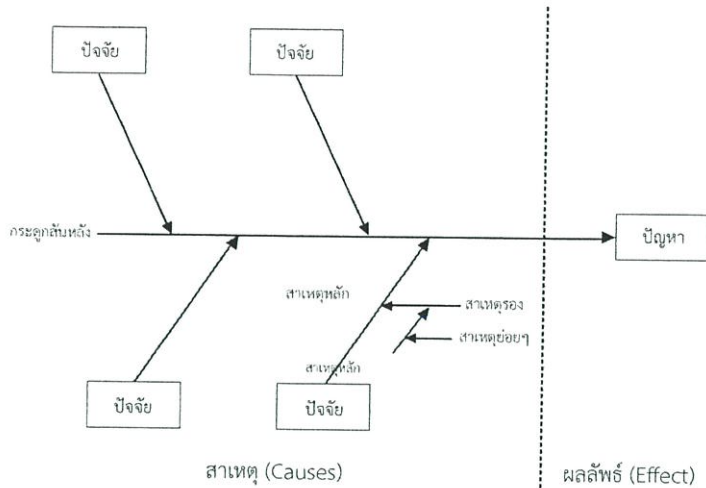 ปัจจัย
ปัจจัย
กระดูกสันหลัง
ปัญหา
สาเหตุหลัก
สาเหตุรอง
สาเหตุย่อยๆ
สาเหตุหลัก
ปัจจัย
ปัจจัย
สาเหตุ (Causes)
ผลลัพธ์ (Effect)